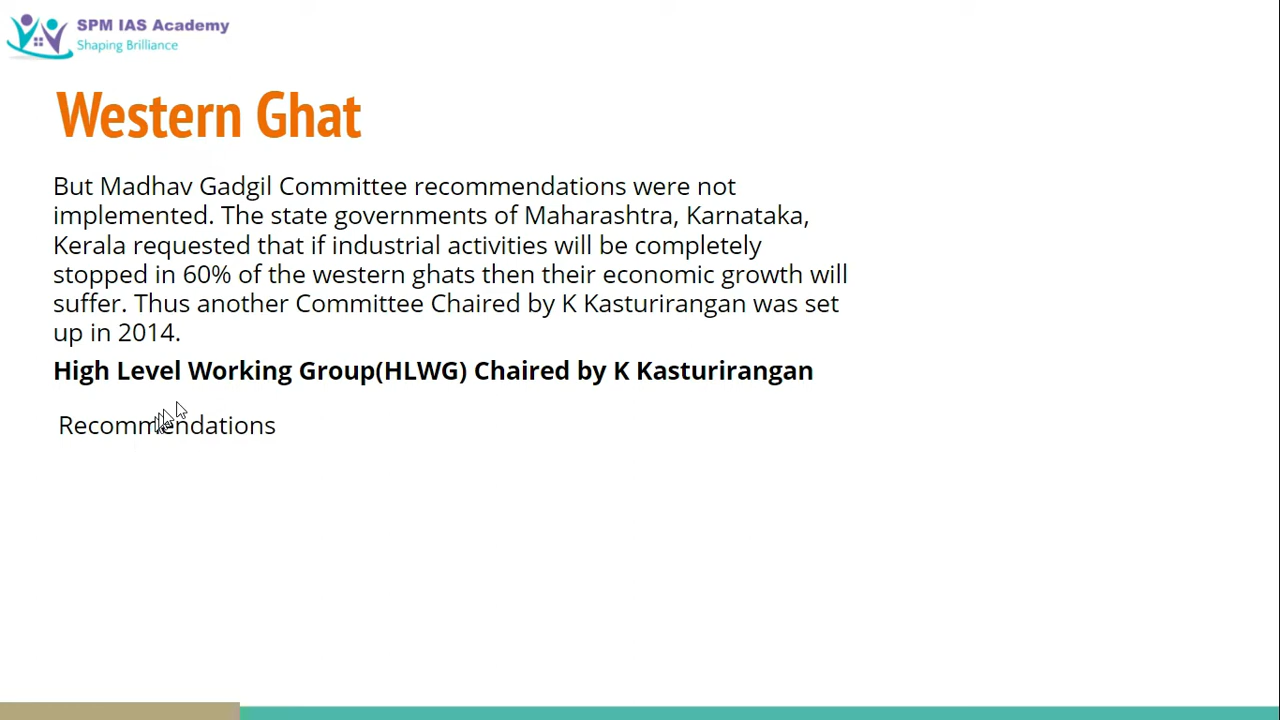 SPM IAS Academy
Shaping Brilliance
Western Ghat
But Madhav Gadgil Committee recommendations were not
implemented. The state governments of Maharashtra, Karnataka,
Kerala requested that if industrial activities will be completely
stopped in 60% of the western ghats then their economic growth will
suffer. Thus another Committee Chaired by K Kasturirangan was set
up in 2014.
High Level Working Group(HLWG) Chaired by K Kasturirangan
Recommendations